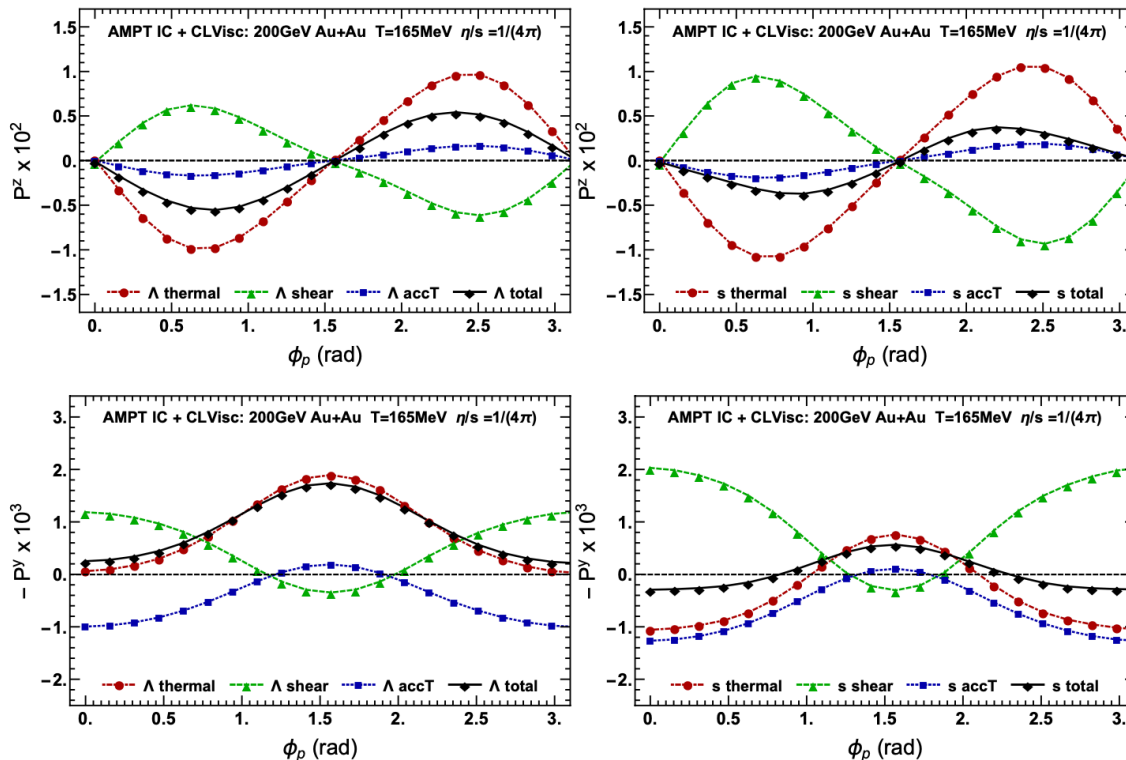 AMPT IC + CLVisc: 200GeV Au+Au T=165MeV η/s =1/(4π)
1.5
1.
0.5
0.
−0.5
−1.
−1.5
P^z x 10^2
Λ thermal Λ shear Λ accT Λ total
0. 0.5 1. 1.5 2. 2.5 3.
ϕ_p (rad)
AMPT IC + CLVisc: 200GeV Au+Au T=165MeV η/s =1/(4π)
1.5
1.
0.5
0.
−0.5
−1.
−1.5
P^z x 10^2
s thermal s shear s accT s total
0. 0.5 1. 1.5 2. 2.5 3.
ϕ_p (rad)
AMPT IC + CLVisc: 200GeV Au+Au T=165MeV η/s =1/(4π)
3.
2.
1.
0.
−1.
−2.
− P^y x 10^3
Λ thermal Λ shear Λ accT Λ total
0. 0.5 1. 1.5 2. 2.5 3.
ϕ_p (rad)
AMPT IC + CLVisc: 200GeV Au+Au T=165MeV η/s =1/(4π)
3.
2.
1.
0.
−1.
−2.
− P^y x 10^3
s thermal s shear s accT s total
0. 0.5 1. 1.5 2. 2.5 3.
ϕ_p (rad)